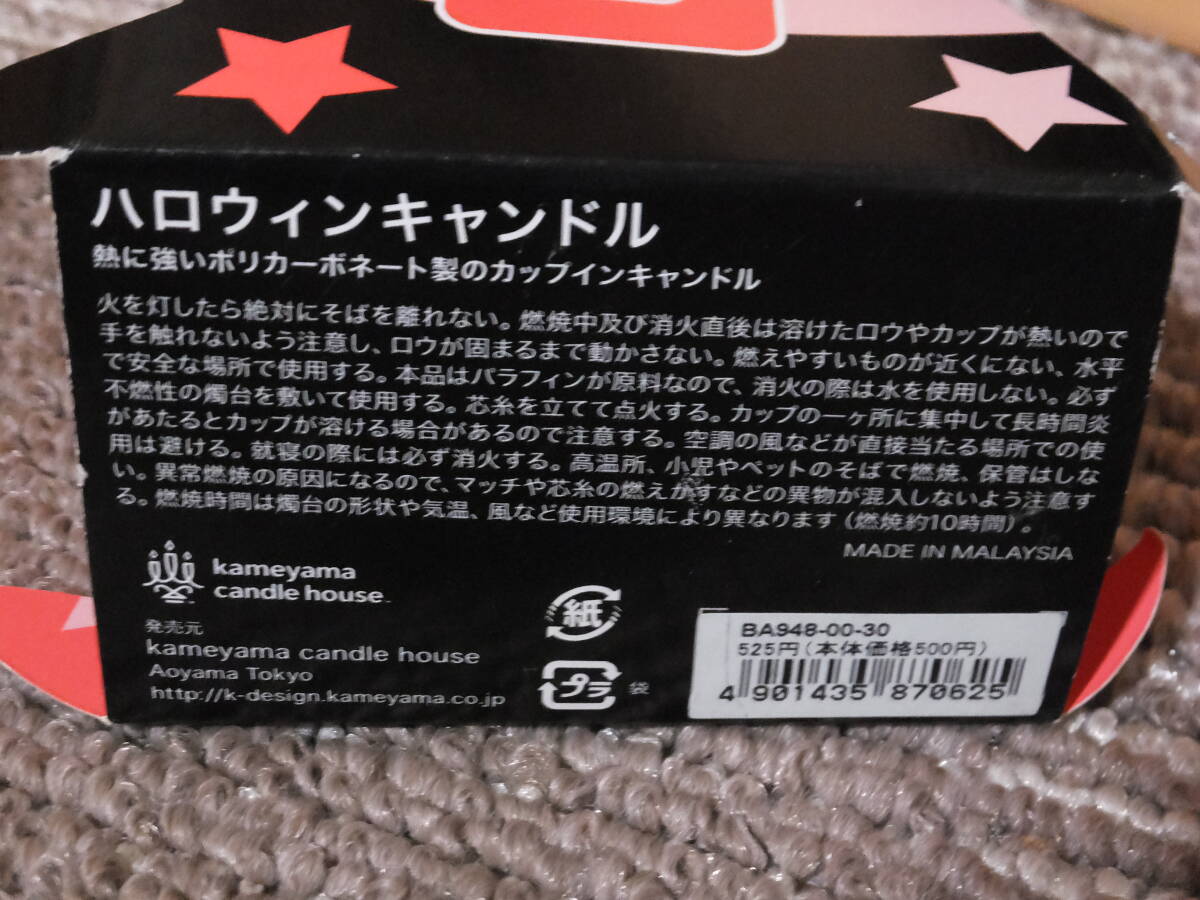 ハロウィンキャンドル
熱に強いポリカーボネート製のカップインキャンドル
火を灯したら絶対にそばを離れない。燃焼中及び消火直後は溶けたロウやカップが熱いので
手を触れないよう注意し、ロウが固まるまで動かさない。燃えやすいものが近くにない、水平
で安全な場所で使用する。本品はパラフィンが原料なので、消火の際は水を使用しない。必ず
不燃性の燭台を敷いて使用する。芯糸を立てて点火する。カップの一ヶ所に集中して長時間炎
があたるとカップが溶ける場合があるので注意する。空調の風などが直接当たる場所での使
用は避ける。就寝の際には必ず消火する。高温所、小児やペットのそばで燃焼、保管はしな
い。異常燃焼の原因になるので、マッチや芯糸の燃えかすなどの異物が混入しないよう注意す
る。燃焼時間は燭台の形状や気温、風など使用環境により異なります(燃焼約10時間)。
MADE IN MALAYSIA
kameyama
candle house
発売元
kameyama candle house
Aoyama Tokyo
http://k-design.kameyama.co.jp
紙
プラ
袋
BA948-00-30
525円(本体価格500円)
4 901435 870625